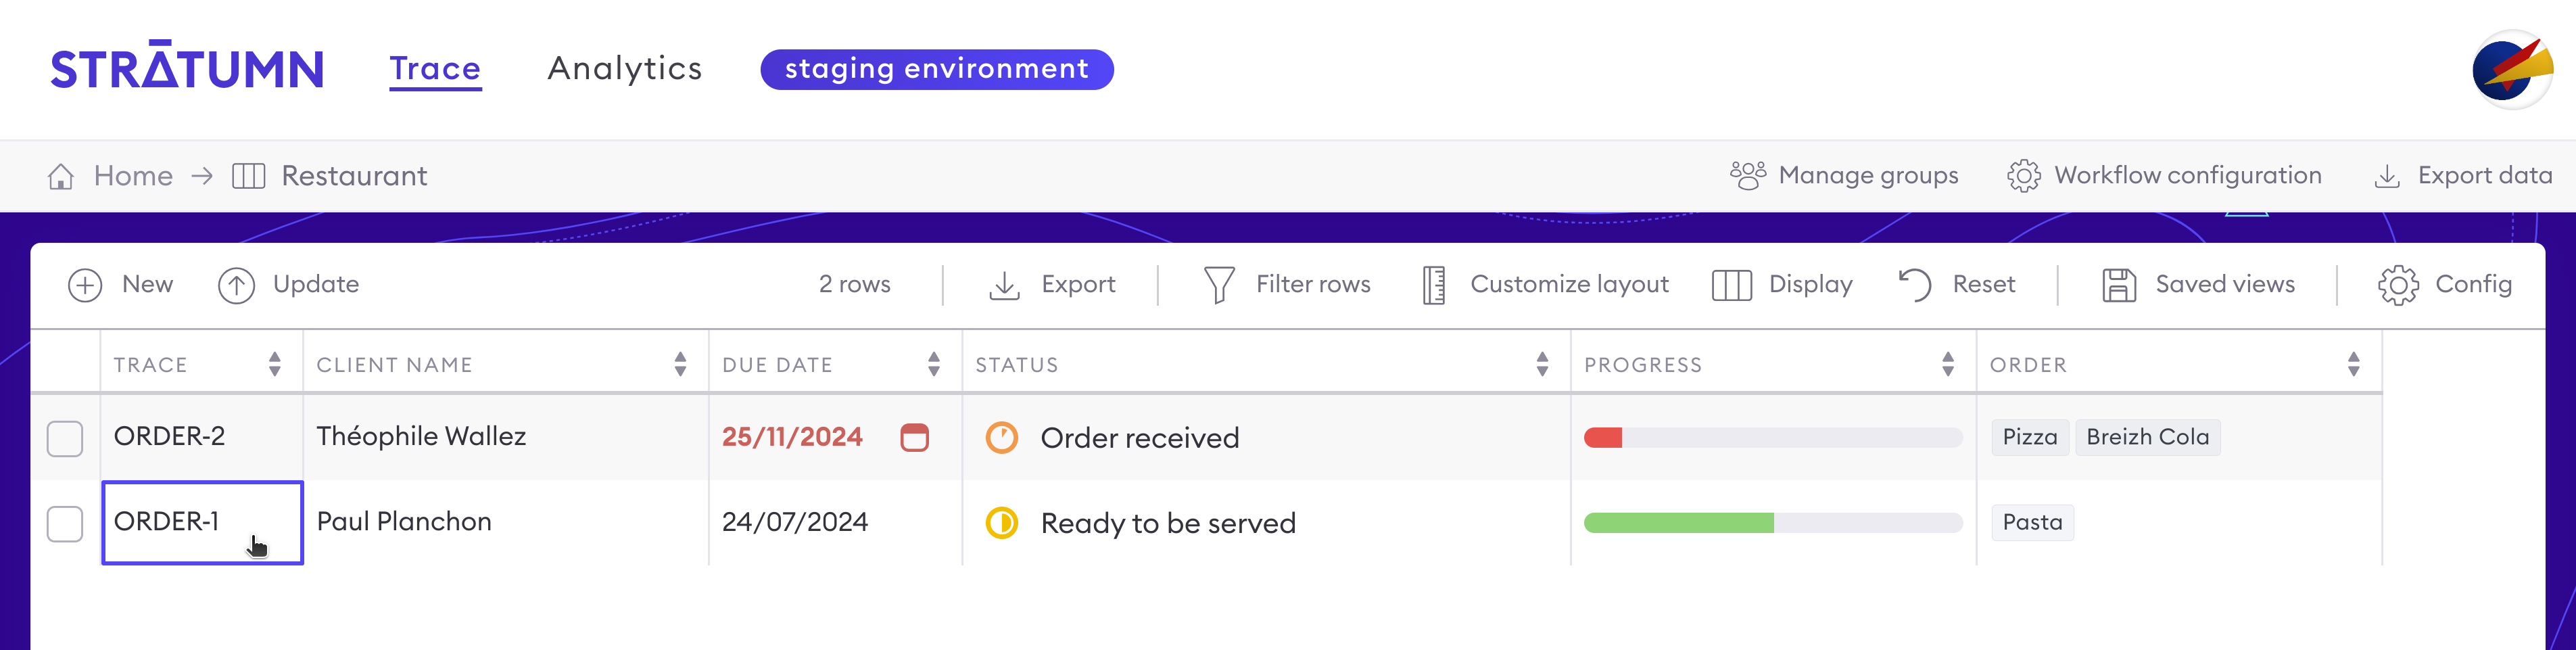 STRĀTUMN Trace Analytics staging environment
Home → Restaurant Manage groups Workflow configuration Export data
New Update 2 rows Export Filter rows Customize layout Display Reset Saved views Config
TRACE CLIENT NAME DUE DATE STATUS PROGRESS ORDER
ORDER-2 Théophile Wallez 25/11/2024 Order received Pizza Breizh Cola
ORDER-1 Paul Planchon 24/07/2024 Ready to be served Pasta